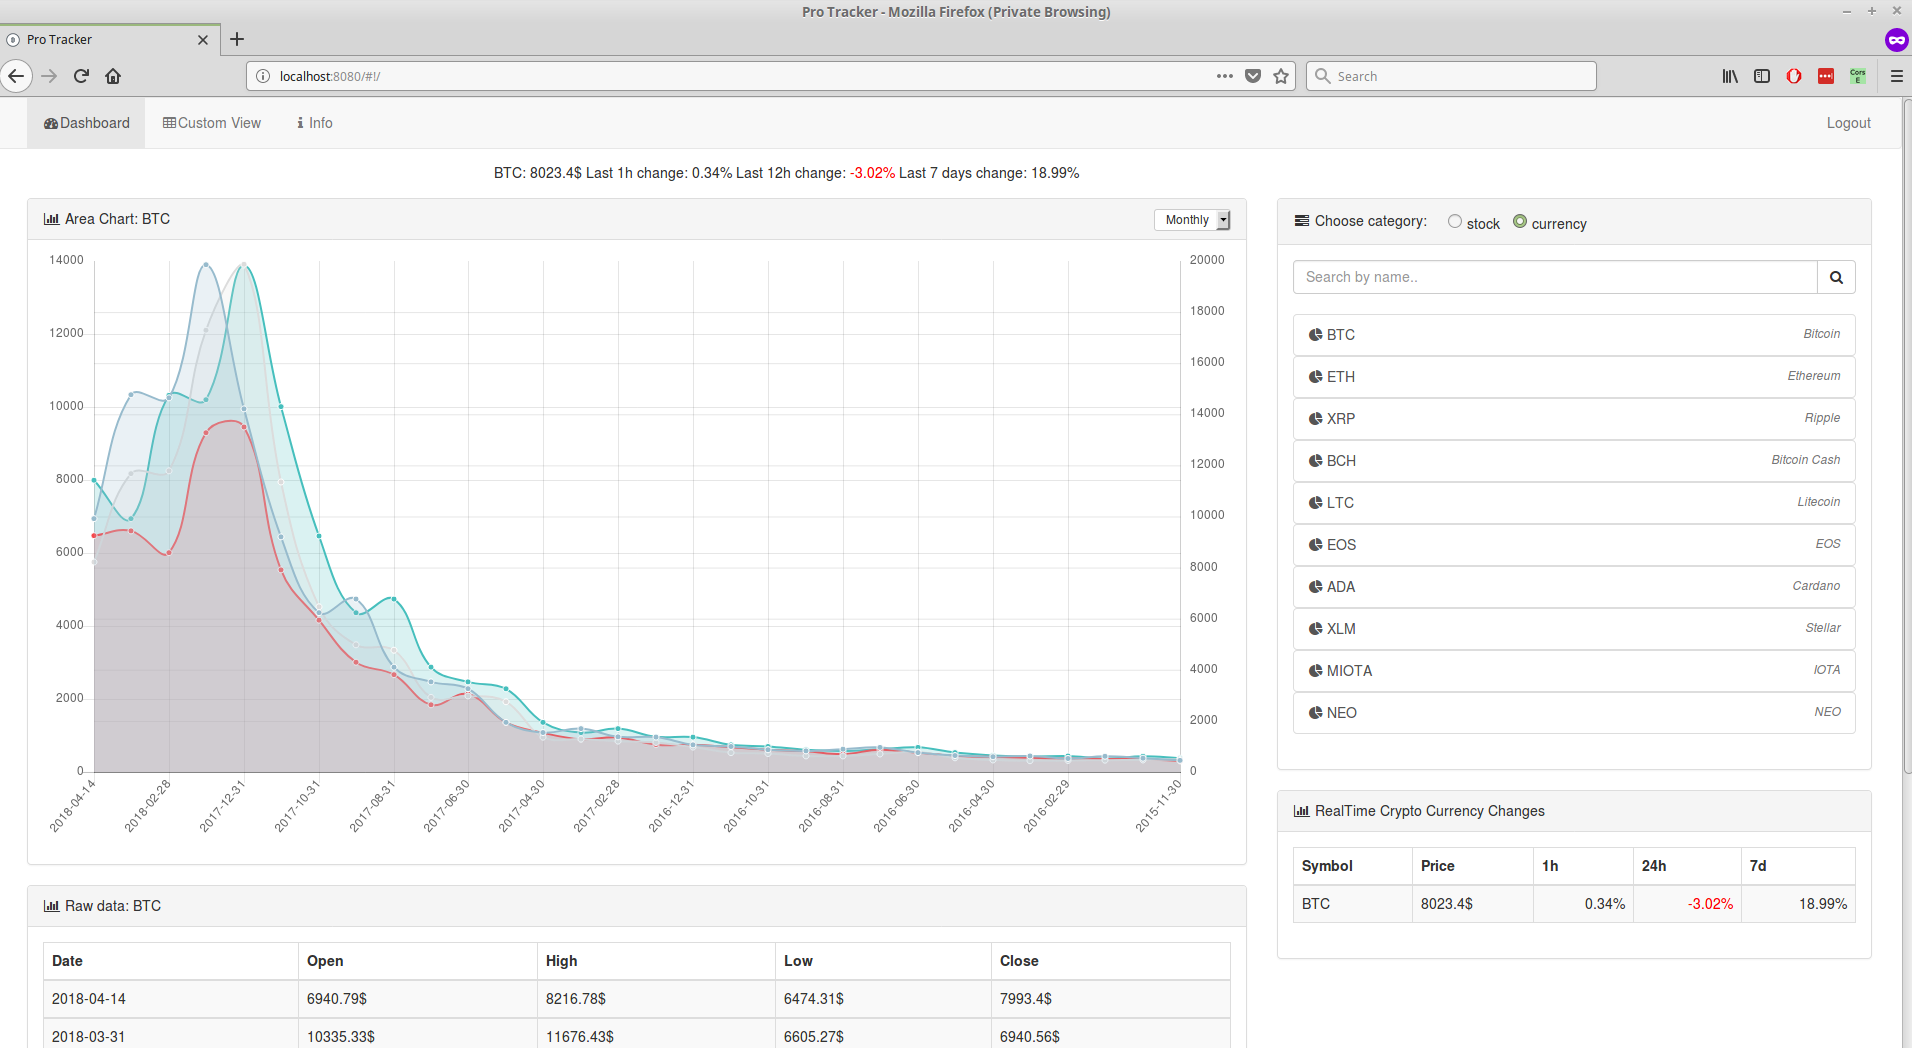 Pro Tracker - Mozilla Firefox (Private Browsing)
Pro Tracker
localhost:8080/#!/
Search
Cors
E
Dashboard Custom View Info Logout
BTC: 8023.4$ Last 1h change: 0.34% Last 12h change: -3.02% Last 7 days change: 18.99%
Area Chart: BTC Monthly
14000
12000
10000
8000
6000
4000
2000
0
20000
18000
16000
14000
12000
10000
8000
6000
4000
2000
0
2018-04-14 2018-02-28 2017-12-31 2017-10-31 2017-08-31 2017-06-30 2017-04-30 2017-02-28 2016-12-31 2016-10-31 2016-08-31 2016-06-30 2016-04-30 2016-02-29 2015-11-30
Choose category: stock currency
Search by name..
BTC Bitcoin
ETH Ethereum
XRP Ripple
BCH Bitcoin Cash
LTC Litecoin
EOS EOS
ADA Cardano
XLM Stellar
MIOTA IOTA
NEO NEO
RealTime Crypto Currency Changes
Symbol Price 1h 24h 7d
BTC 8023.4$ 0.34% -3.02% 18.99%
Raw data: BTC
Date Open High Low Close
2018-04-14 6940.79$ 8216.78$ 6474.31$ 7993.4$
2018-03-31 10335.33$ 11676.43$ 6605.27$ 6940.56$